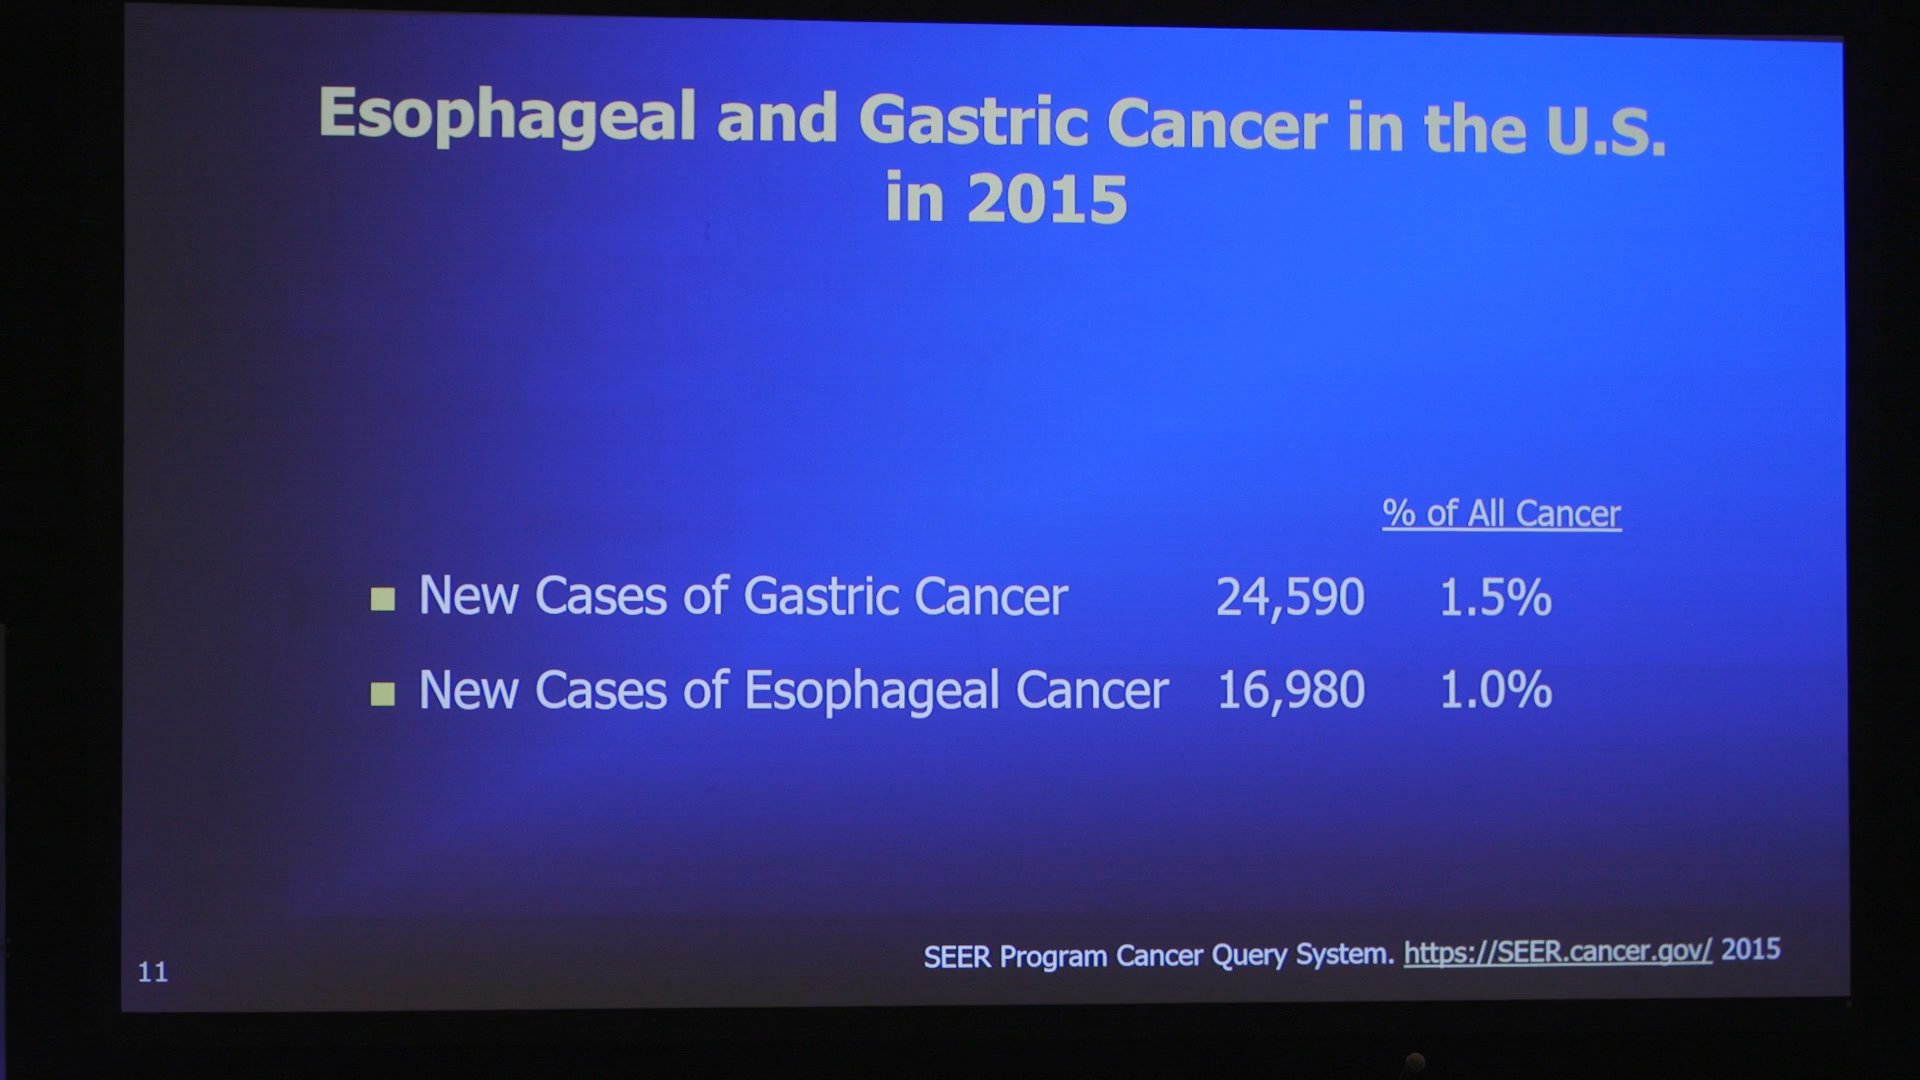 Esophageal and Gastric Cancer in the U.S.
in 2015
% of All Cancer
New Cases of Gastric Cancer 24,590 1.5%
New Cases of Esophageal Cancer 16,980 1.0%
SEER Program Cancer Query System. https://SEER.cancer.gov/ 2015
11